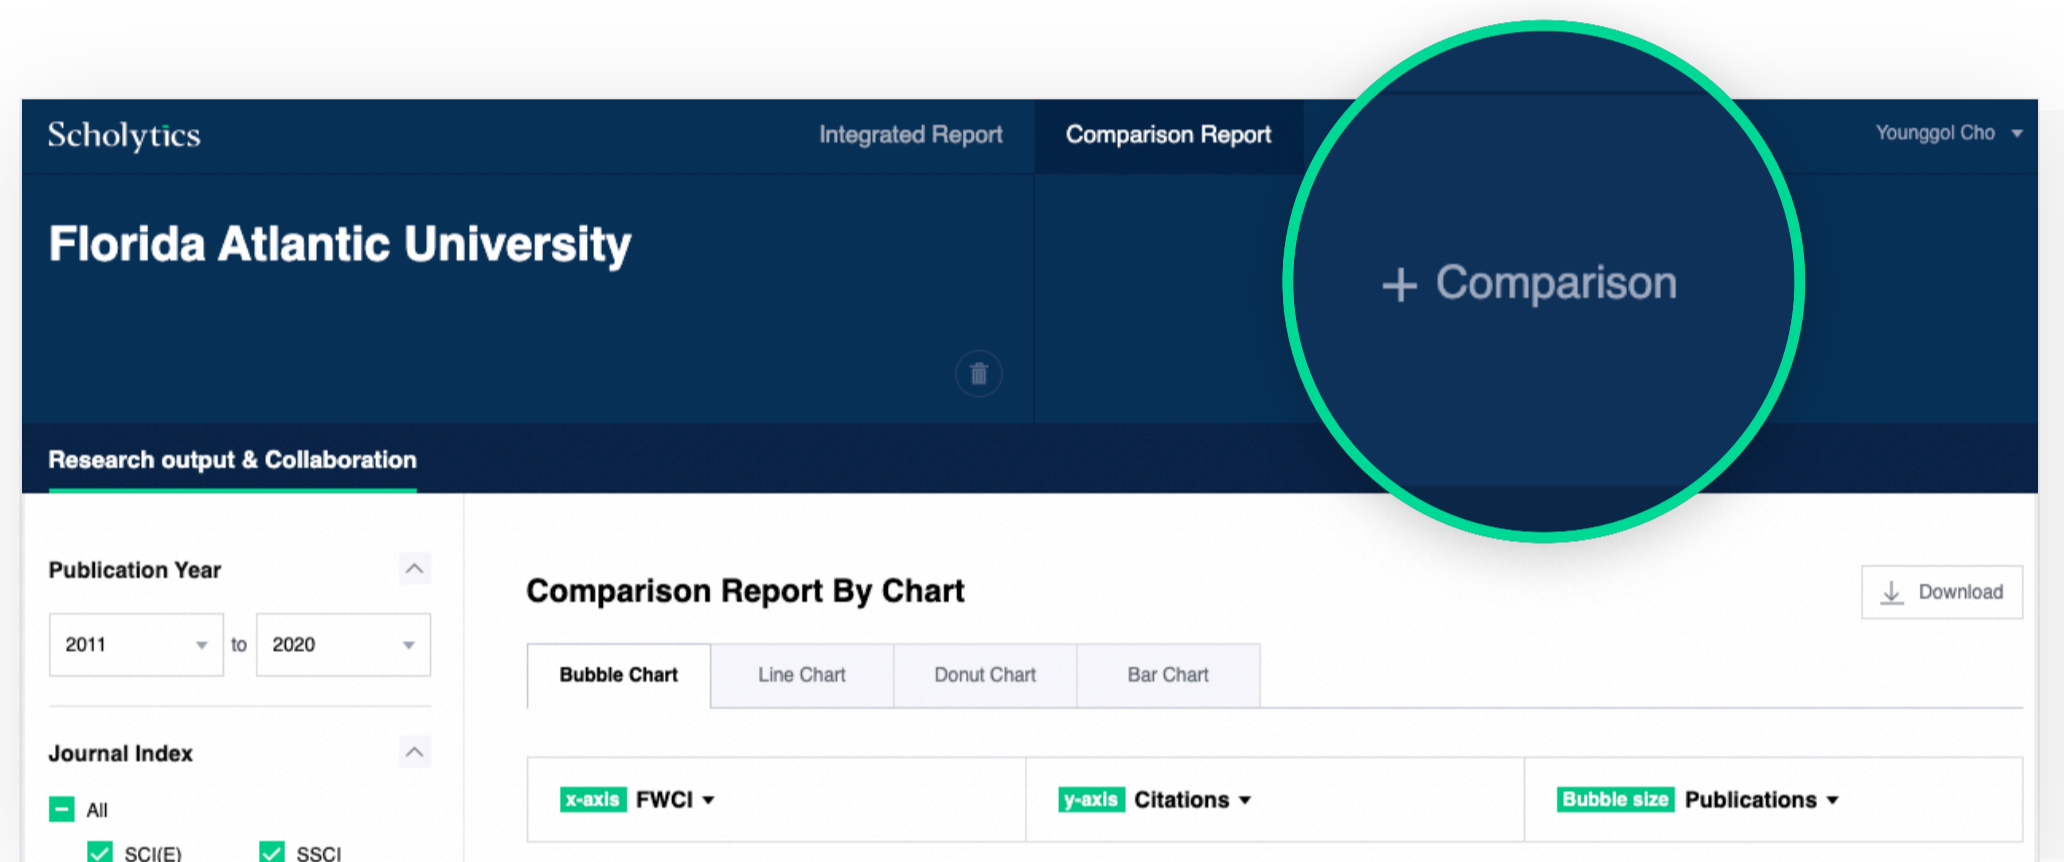 Scholytics
Integrated Report
Comparison Report
Younggol Cho
Florida Atlantic University
+ Comparison
Research output & Collaboration
Publication Year
2011 to 2020
Journal Index
All
SCI(E) SSCI
Comparison Report By Chart
Download
Bubble Chart Line Chart Donut Chart Bar Chart
x-axis FWCI y-axis Citations Bubble size Publications